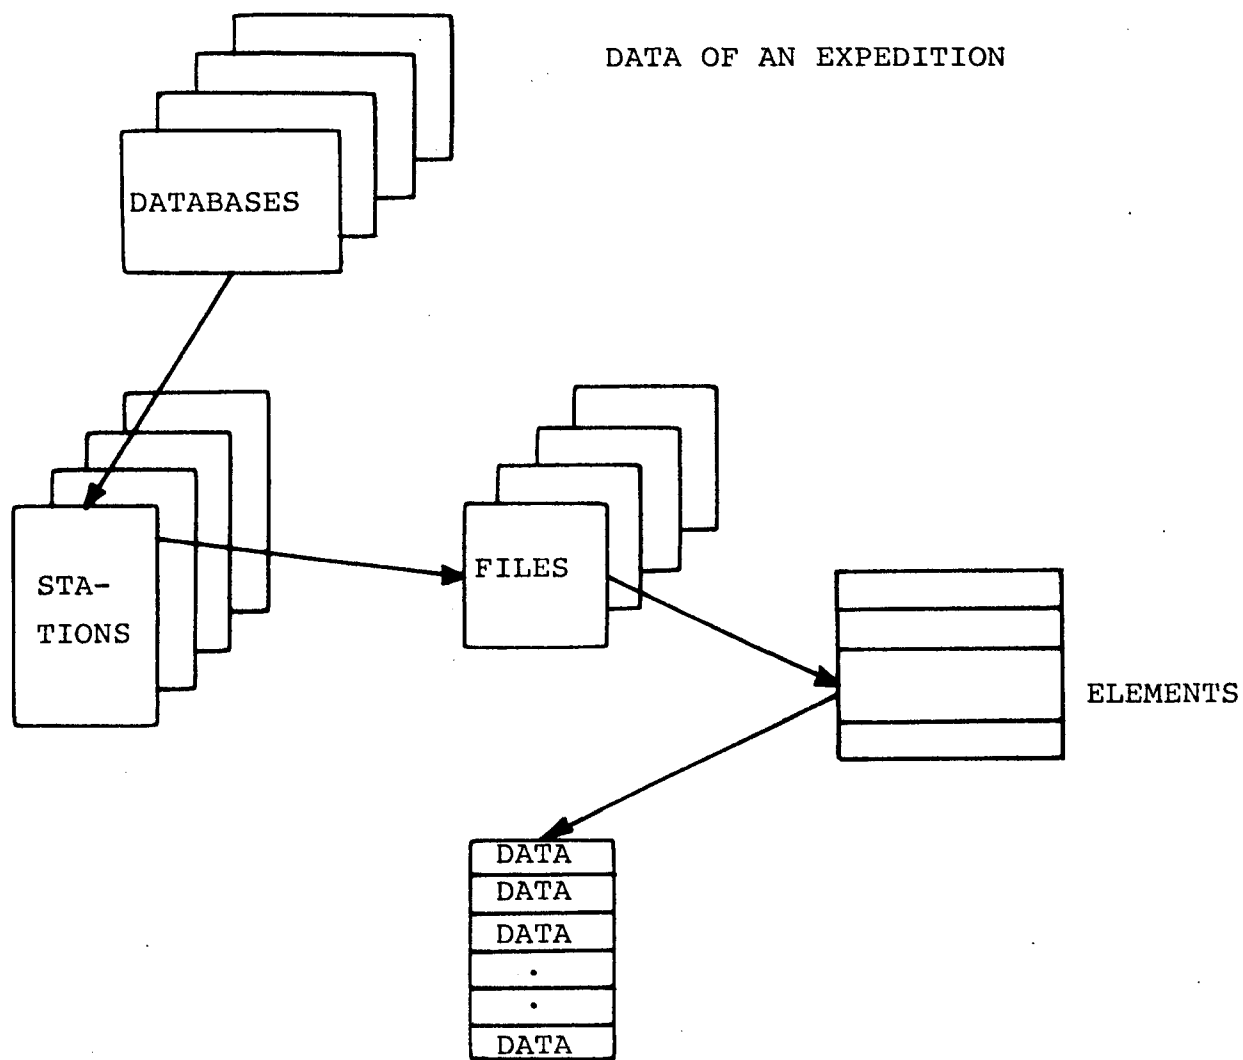 DATA OF AN EXPEDITION
DATABASES
STA-
TIONS
FILES
ELEMENTS
DATA
DATA
DATA
.
.
DATA